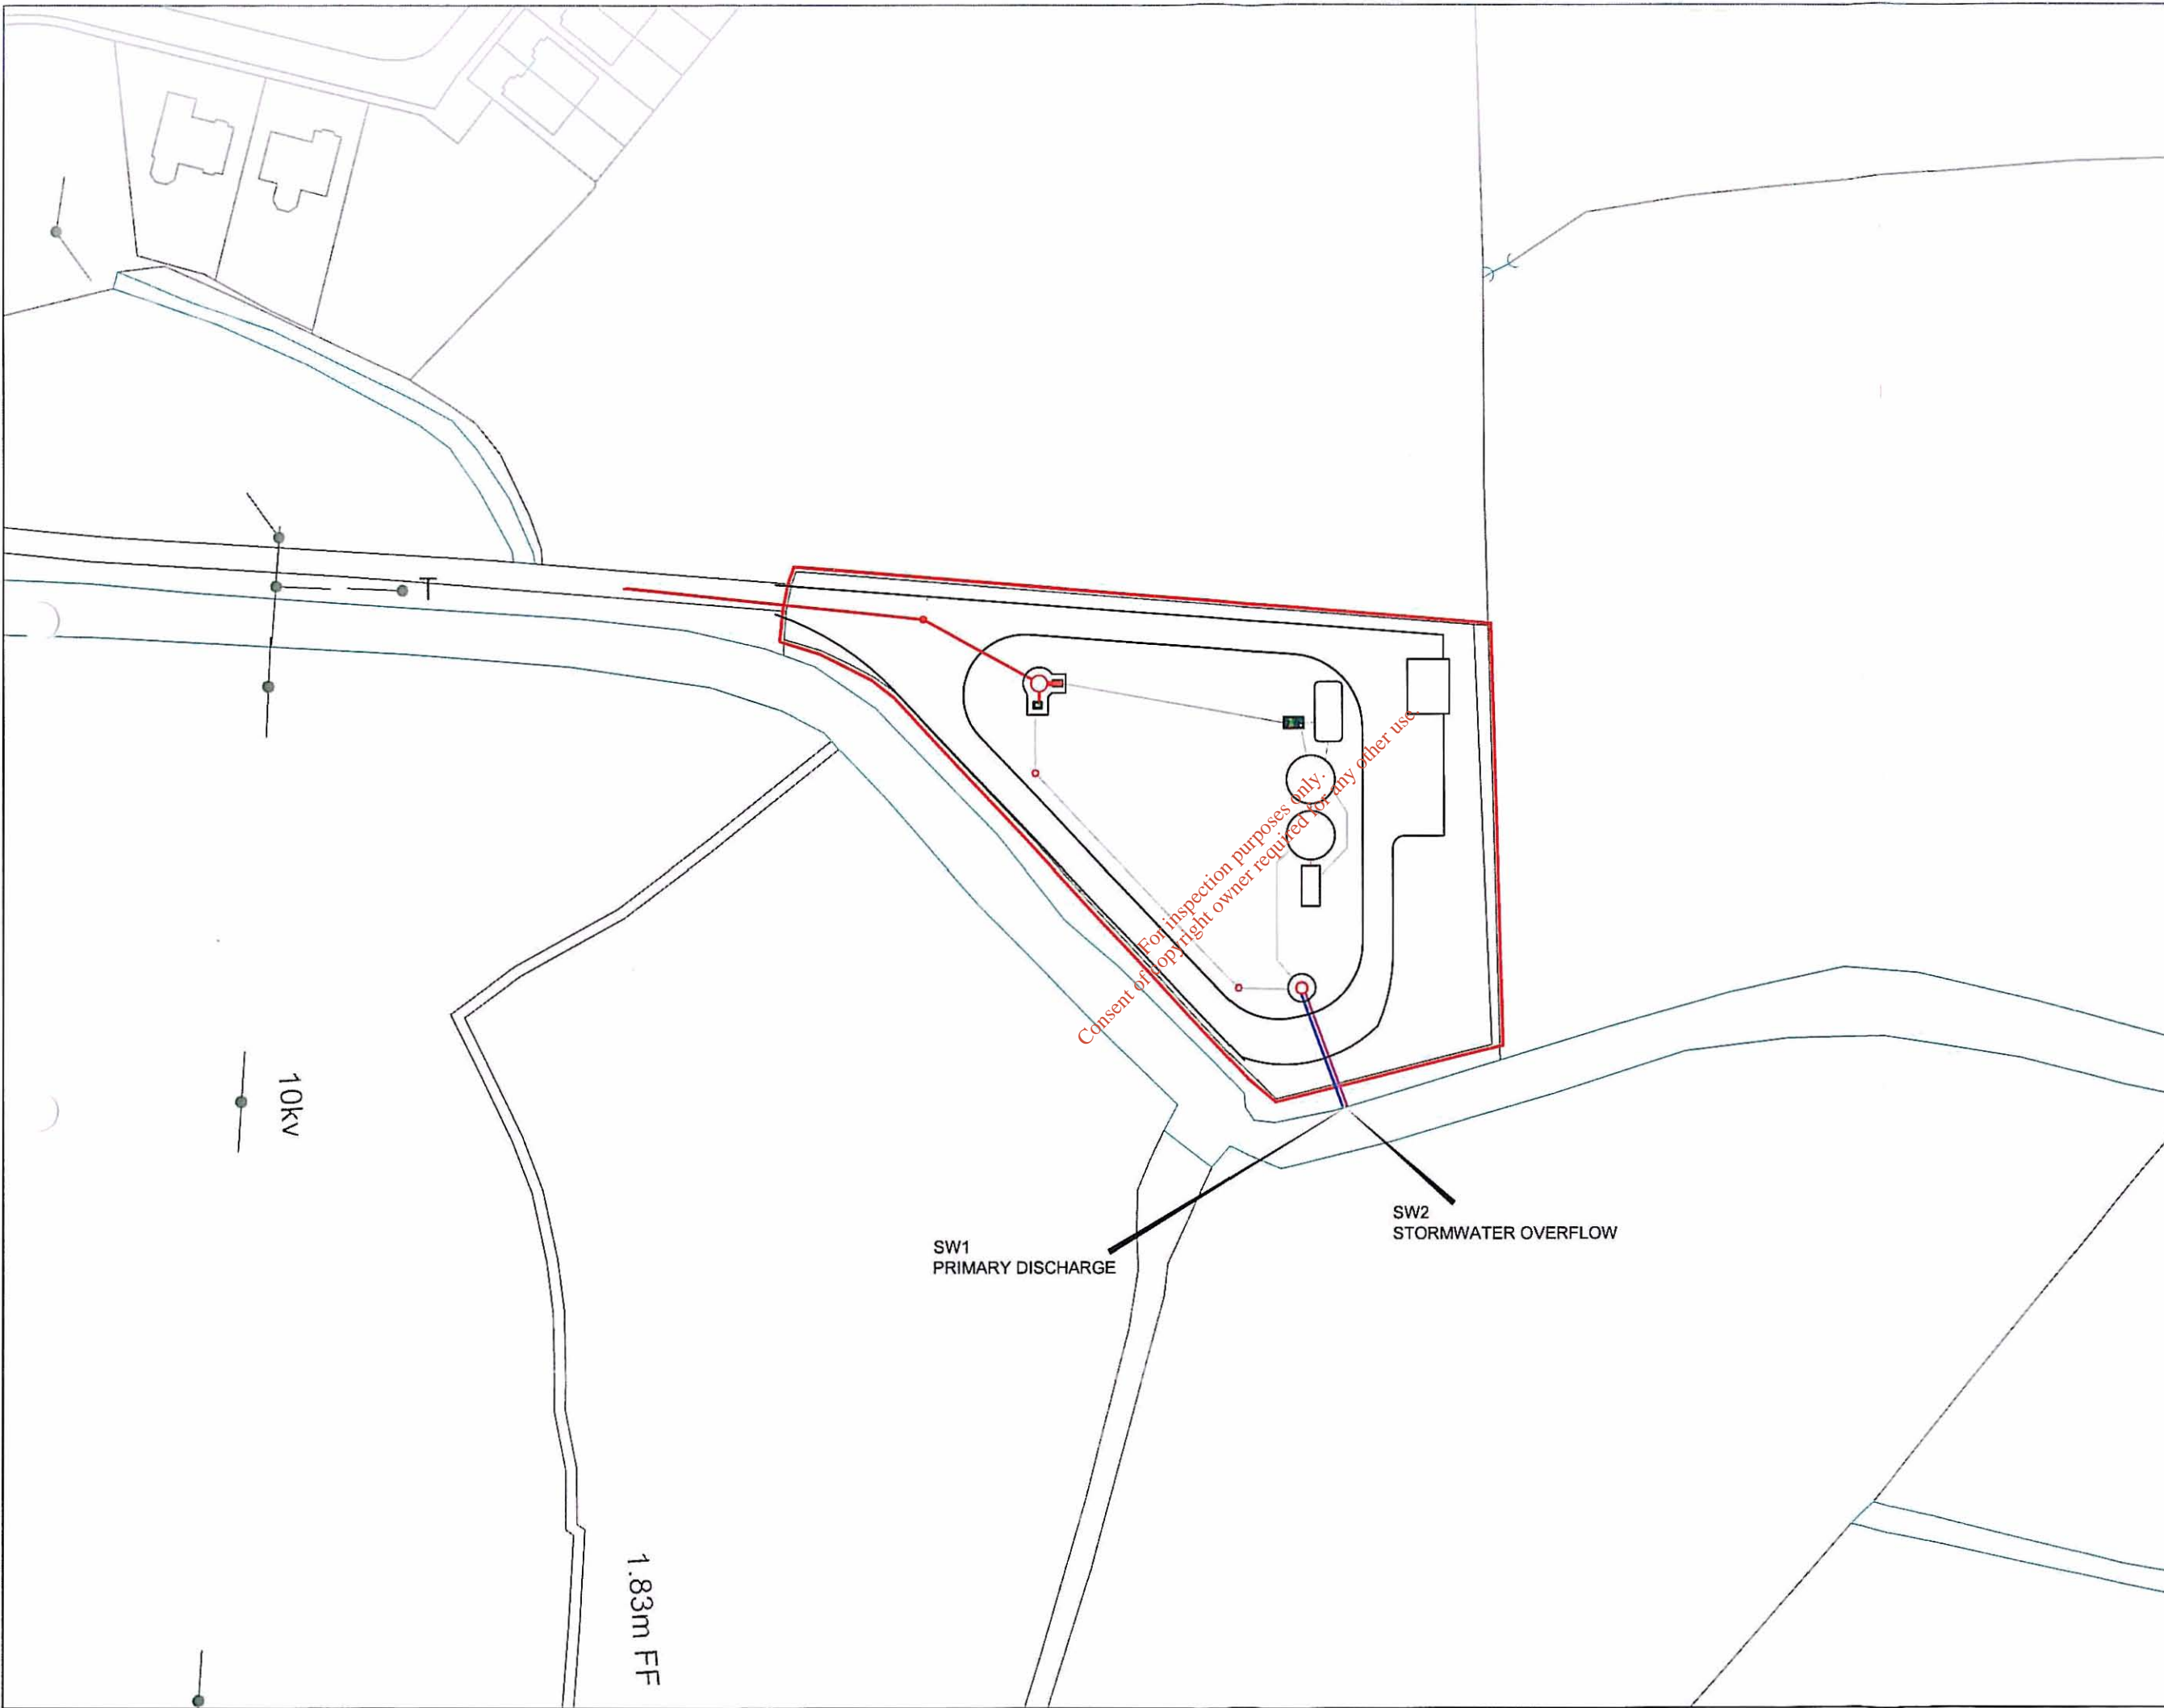 T
For inspection purposes only.
Consent of copyright owner required for any other use.
10kv
SW2
STORMWATER OVERFLOW
SW1
PRIMARY DISCHARGE
1.83m FF